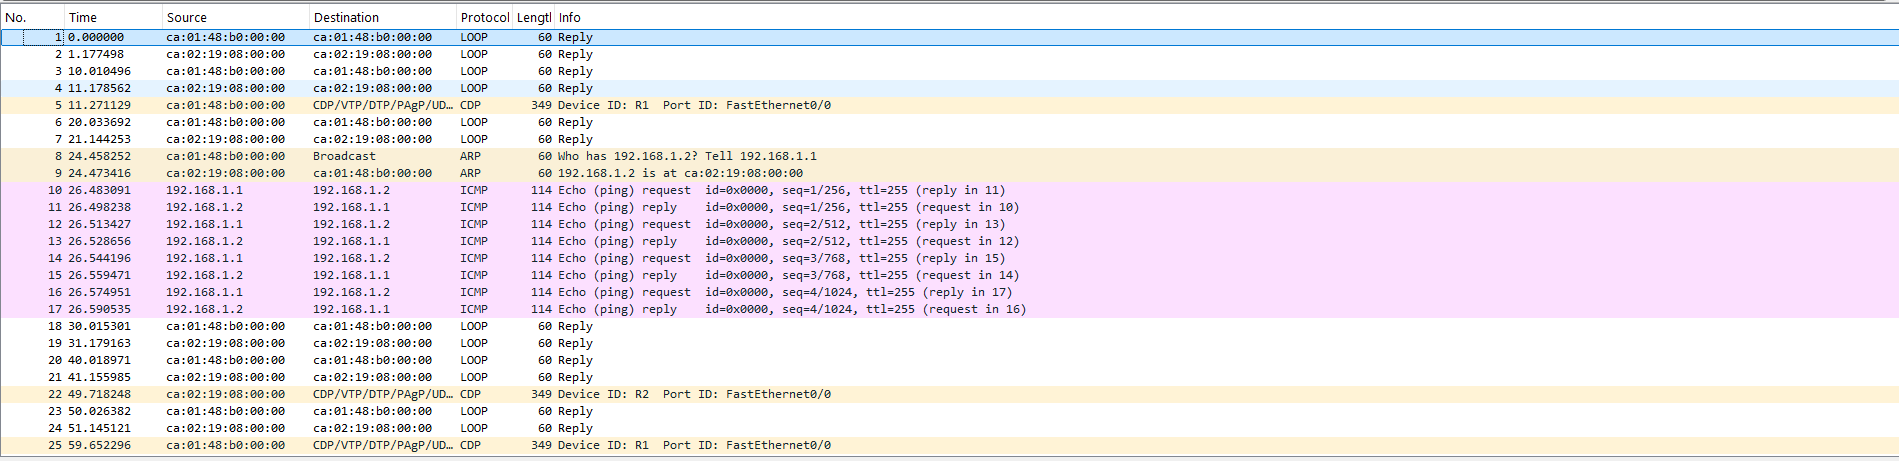 No. Time Source Destination Protocol Lengtl Info
1 0.000000 ca:01:48:b0:00:00 ca:01:48:b0:00:00 LOOP 60 Reply
2 1.177498 ca:02:19:08:00:00 ca:02:19:08:00:00 LOOP 60 Reply
3 10.010496 ca:01:48:b0:00:00 ca:01:48:b0:00:00 LOOP 60 Reply
4 11.178562 ca:02:19:08:00:00 ca:02:19:08:00:00 LOOP 60 Reply
5 11.271129 ca:01:48:b0:00:00 CDP/VTP/DTP/PAgP/UD… CDP 349 Device ID: R1 Port ID: FastEthernet0/0
6 20.033692 ca:01:48:b0:00:00 ca:01:48:b0:00:00 LOOP 60 Reply
7 21.144253 ca:02:19:08:00:00 ca:02:19:08:00:00 LOOP 60 Reply
8 24.458252 ca:01:48:b0:00:00 Broadcast ARP 60 Who has 192.168.1.2? Tell 192.168.1.1
9 24.473416 ca:02:19:08:00:00 ca:01:48:b0:00:00 ARP 60 192.168.1.2 is at ca:02:19:08:00:00
10 26.483091 192.168.1.1 192.168.1.2 ICMP 114 Echo (ping) request id=0x0000, seq=1/256, ttl=255 (reply in 11)
11 26.498238 192.168.1.2 192.168.1.1 ICMP 114 Echo (ping) reply id=0x0000, seq=1/256, ttl=255 (request in 10)
12 26.513427 192.168.1.1 192.168.1.2 ICMP 114 Echo (ping) request id=0x0000, seq=2/512, ttl=255 (reply in 13)
13 26.528656 192.168.1.2 192.168.1.1 ICMP 114 Echo (ping) reply id=0x0000, seq=2/512, ttl=255 (request in 12)
14 26.544196 192.168.1.1 192.168.1.2 ICMP 114 Echo (ping) request id=0x0000, seq=3/768, ttl=255 (reply in 15)
15 26.559471 192.168.1.2 192.168.1.1 ICMP 114 Echo (ping) reply id=0x0000, seq=3/768, ttl=255 (request in 14)
16 26.574951 192.168.1.1 192.168.1.2 ICMP 114 Echo (ping) request id=0x0000, seq=4/1024, ttl=255 (reply in 17)
17 26.590535 192.168.1.2 192.168.1.1 ICMP 114 Echo (ping) reply id=0x0000, seq=4/1024, ttl=255 (request in 16)
18 30.015301 ca:01:48:b0:00:00 ca:01:48:b0:00:00 LOOP 60 Reply
19 31.179163 ca:02:19:08:00:00 ca:02:19:08:00:00 LOOP 60 Reply
20 40.018971 ca:01:48:b0:00:00 ca:01:48:b0:00:00 LOOP 60 Reply
21 41.155985 ca:02:19:08:00:00 ca:02:19:08:00:00 LOOP 60 Reply
22 49.718248 ca:02:19:08:00:00 CDP/VTP/DTP/PAgP/UD… CDP 349 Device ID: R2 Port ID: FastEthernet0/0
23 50.026382 ca:01:48:b0:00:00 ca:01:48:b0:00:00 LOOP 60 Reply
24 51.145121 ca:02:19:08:00:00 ca:02:19:08:00:00 LOOP 60 Reply
25 59.652296 ca:01:48:b0:00:00 CDP/VTP/DTP/PAgP/UD… CDP 349 Device ID: R1 Port ID: FastEthernet0/0